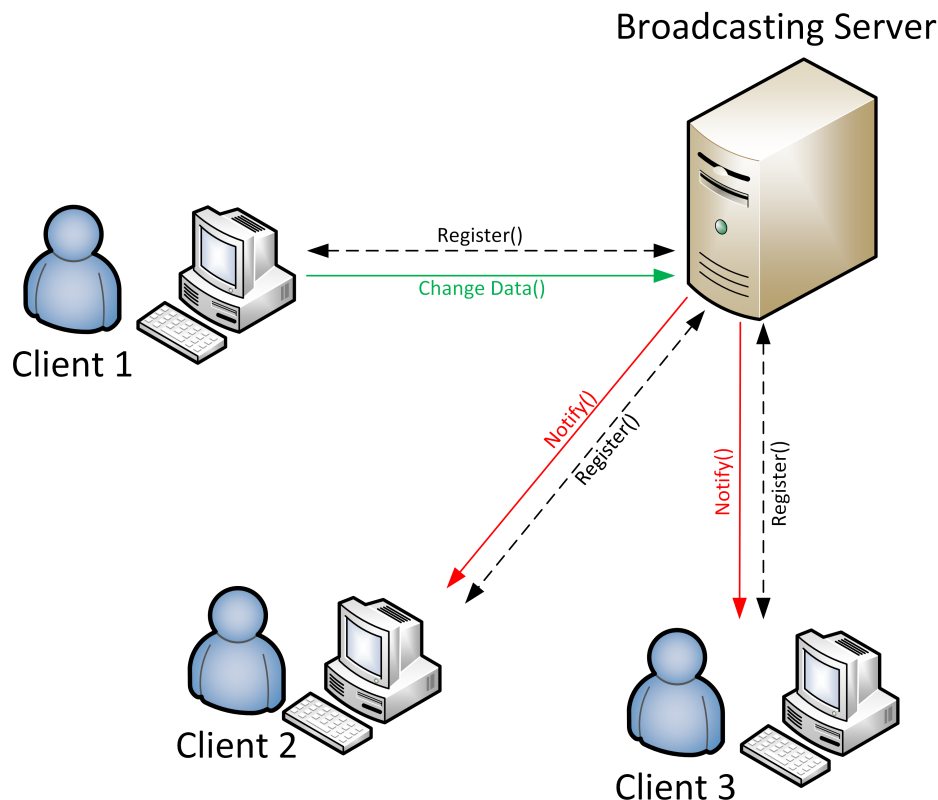 Broadcasting Server
Register()
Change Data()
Client 1
Notify()
Register()
Notify()
Register()
Client 2
Client 3